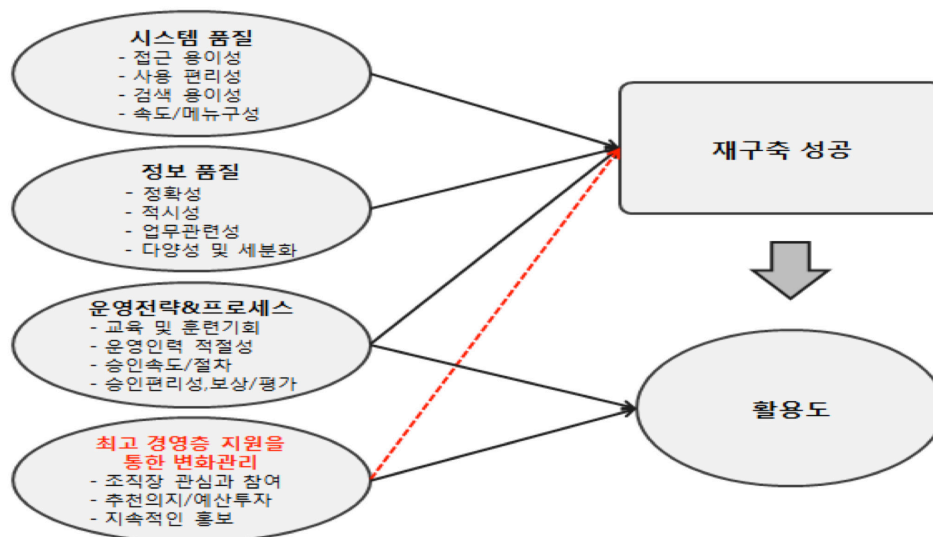 시스템 품질
- 접근 용이성
- 사용 편리성
- 검색 용이성
- 속도/메뉴구성
정보 품질
- 정확성
- 적시성
- 업무관련성
- 다양성 및 세분화
운영전략&프로세스
- 교육 및 훈련기회
- 운영인력 적절성
- 승인속도/절차
- 승인편리성,보상/평가
최고 경영층 지원을
통한 변화관리
- 조직장 관심과 참여
- 추천의지/예산투자
- 지속적인 홍보
재구축 성공
활용도